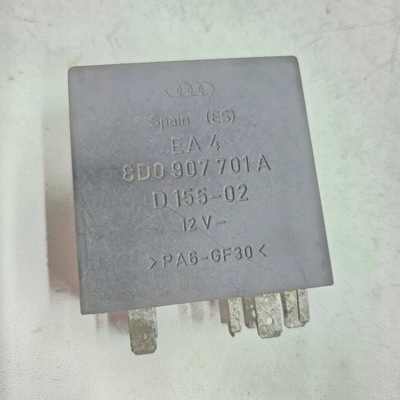 Spain (ES)
EA 4
8D0 907 701 A
D 155-02
12 V-
>PA6-GF30<